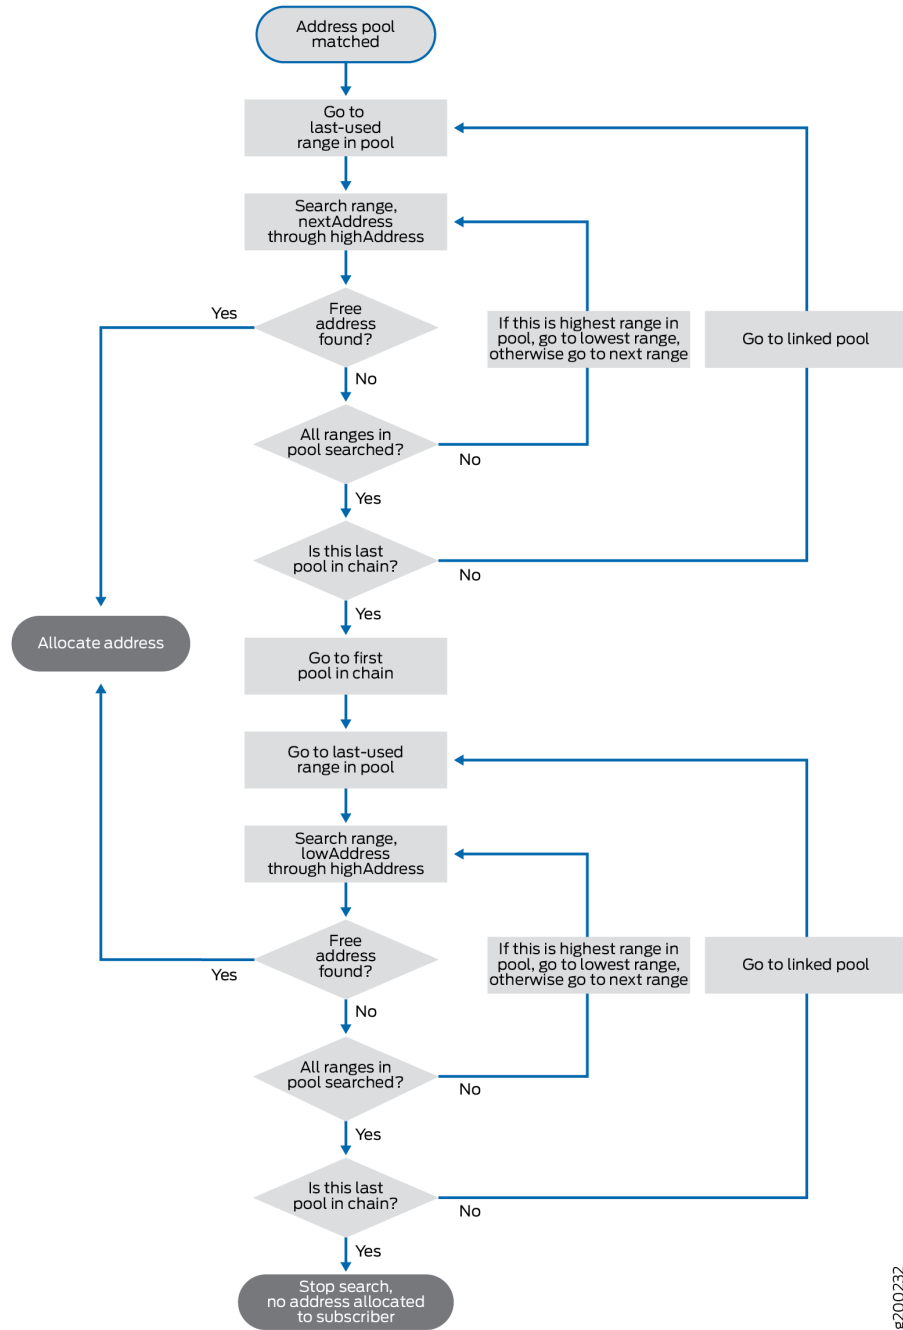 Address pool
matched
Go to
last-used
range in pool
Search range,
nextAddress
through highAddress
Yes
Free
address
found?
If this is highest range in
pool, go to lowest range,
otherwise go to next range
Go to linked pool
No
All ranges in
pool searched?
No
Yes
Is this last
pool in chain?
No
Yes
Allocate address
Go to first
pool in chain
Go to last-used
range in pool
Search range,
lowAddress
through highAddress
Free
address
found?
Yes
If this is highest range in
pool, go to lowest range,
otherwise go to next range
Go to linked pool
No
All ranges in
pool searched?
No
Yes
Is this last
pool in chain?
No
Yes
Stop search,
no address allocated
to subscriber
g200232